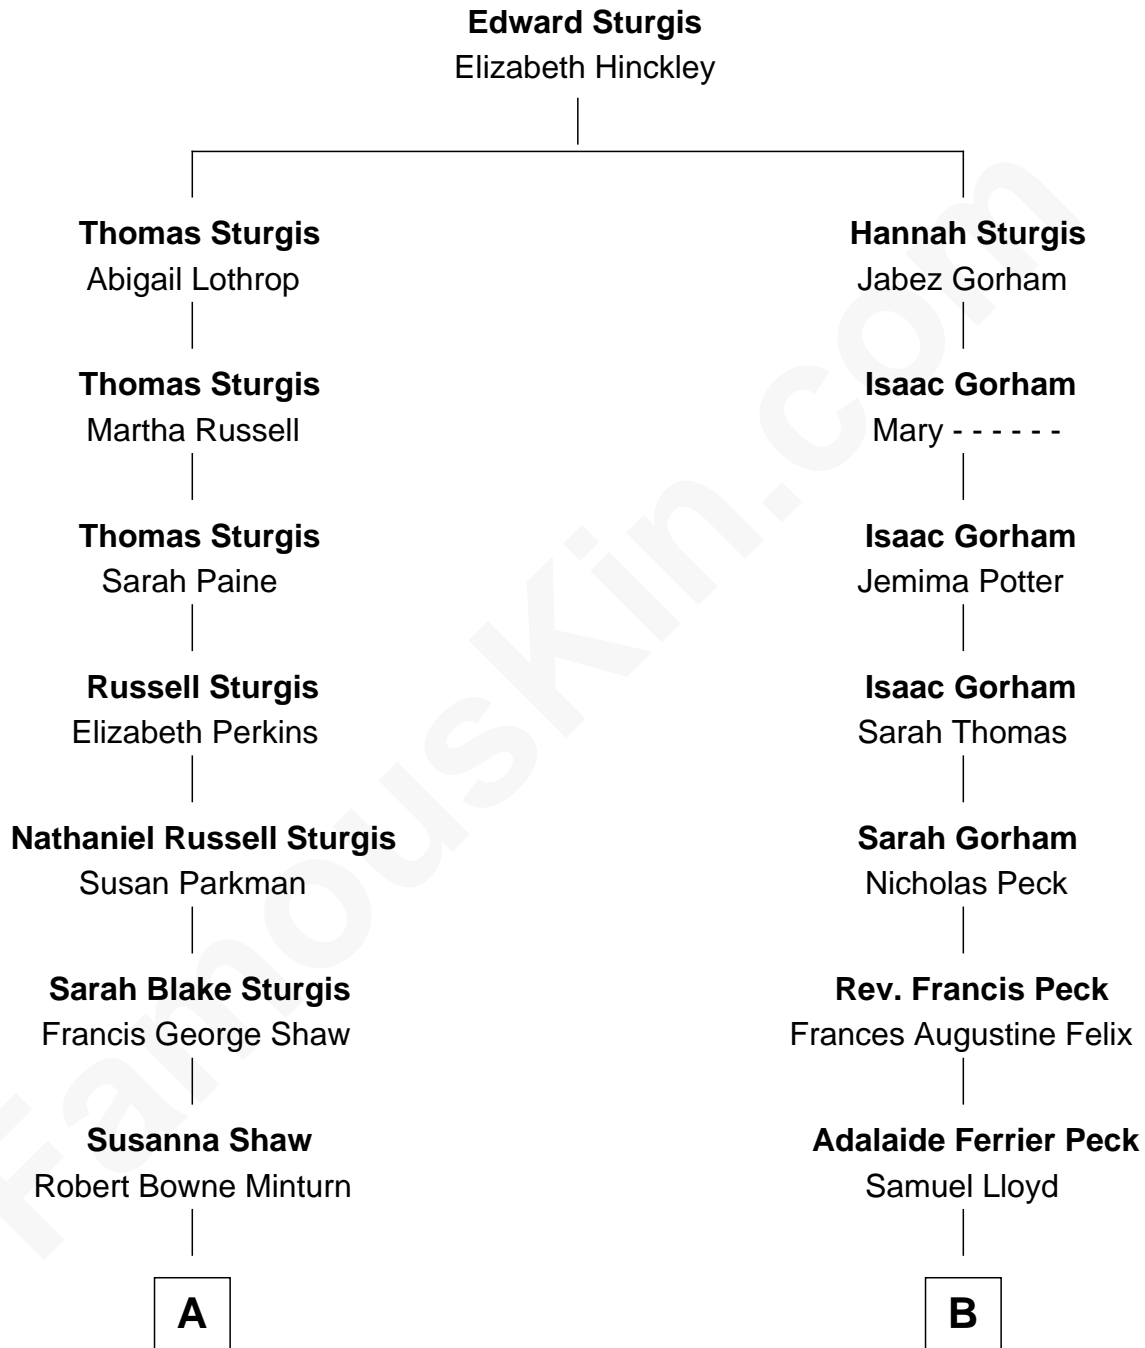 Edward Sturgis
Elizabeth Hinckley
Thomas Sturgis
Abigail Lothrop
Hannah Sturgis
Jabez Gorham
Thomas Sturgis
Martha Russell
Isaac Gorham
Mary - - - - - -
Thomas Sturgis
Sarah Paine
Isaac Gorham
Jemima Potter
Russell Sturgis
Elizabeth Perkins
Isaac Gorham
Sarah Thomas
Nathaniel Russell Sturgis
Susan Parkman
Sarah Gorham
Nicholas Peck
Sarah Blake Sturgis
Francis George Shaw
Rev. Francis Peck
Frances Augustine Felix
Susanna Shaw
Robert Bowne Minturn
Adalaide Ferrier Peck
Samuel Lloyd
A
B
FamousKin.com